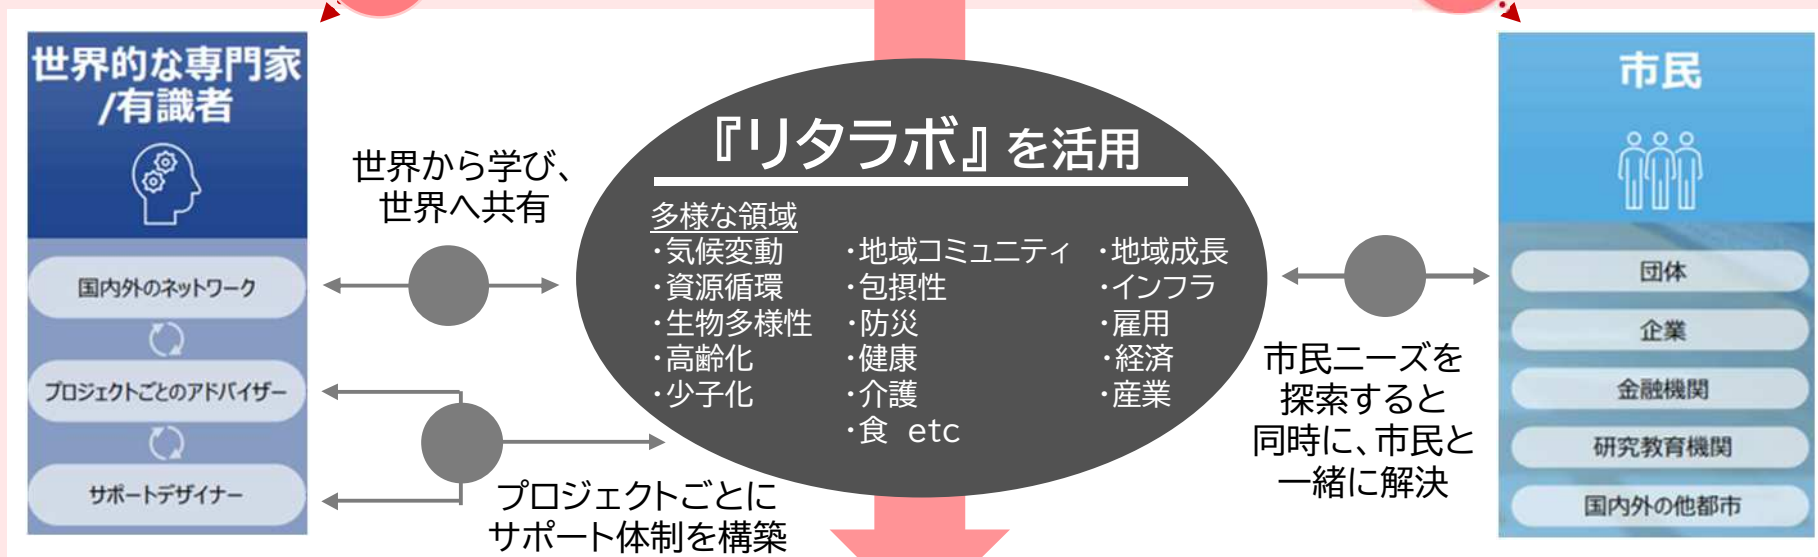 世界的な専門家
/有識者
国内外のネットワーク
プロジェクトごとのアドバイザー
サポートデザイナー
世界から学び、
世界へ共有
プロジェクトごとに
サポート体制を構築
『リタラボ』を活用
多様な領域
・気候変動
・資源循環
・生物多様性
・高齢化
・少子化
・地域コミュニティ
・包摂性
・防災
・健康
・介護
・食 etc
・地域成長
・インフラ
・雇用
・経済
・産業
市民ニーズを
探索すると
同時に、市民と
一緒に解決
市民
団体
企業
金融機関
研究教育機関
国内外の他都市